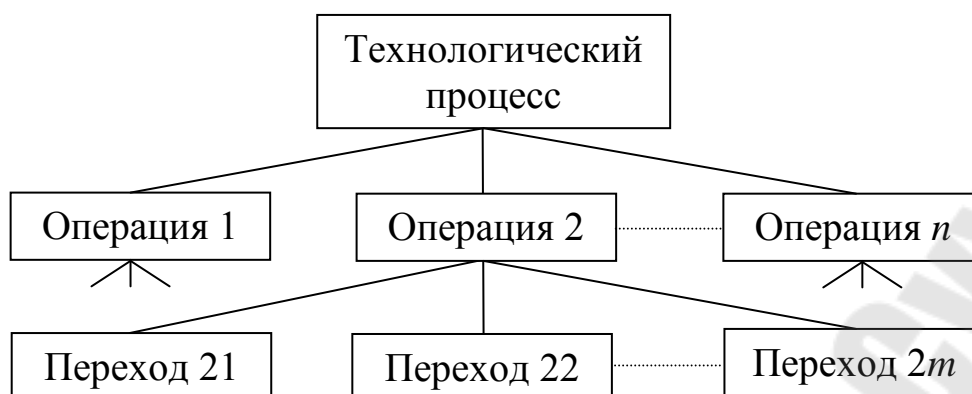 Технологический
процесс
Операция 1
Операция 2
Операция n
Переход 21
Переход 22
Переход 2m